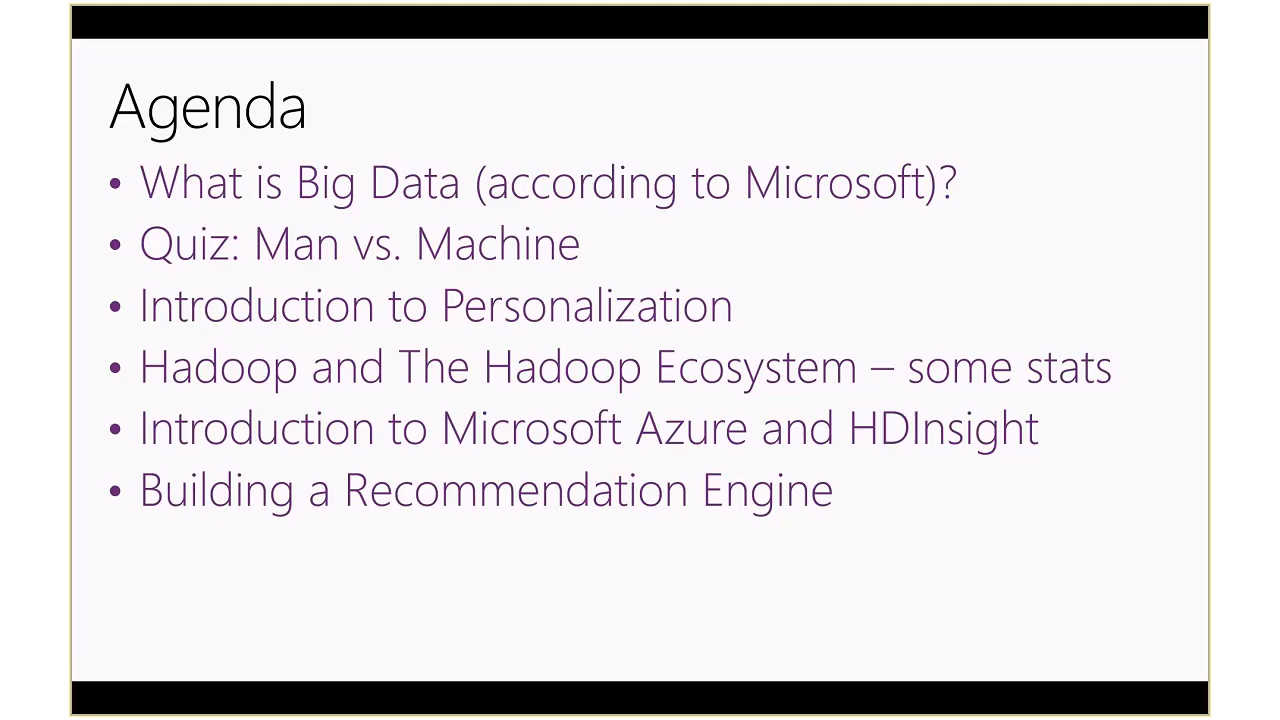 Agenda
• What is Big Data (according to Microsoft)?
• Quiz: Man vs. Machine
• Introduction to Personalization
• Hadoop and The Hadoop Ecosystem – some stats
• Introduction to Microsoft Azure and HDInsight
• Building a Recommendation Engine